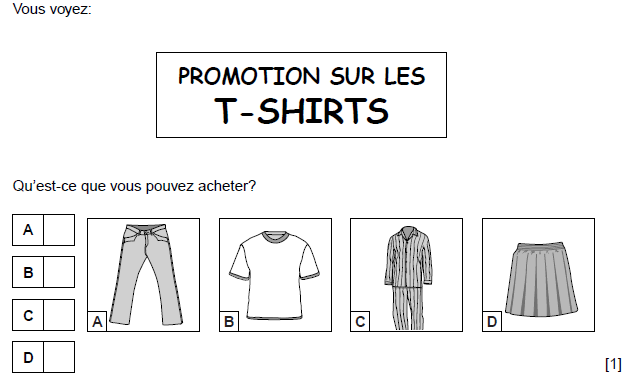 Vous voyez:
PROMOTION SUR LES
T-SHIRTS
Qu'est-ce que vous pouvez acheter?
A
B
C
D
A
B
C
D
[1]